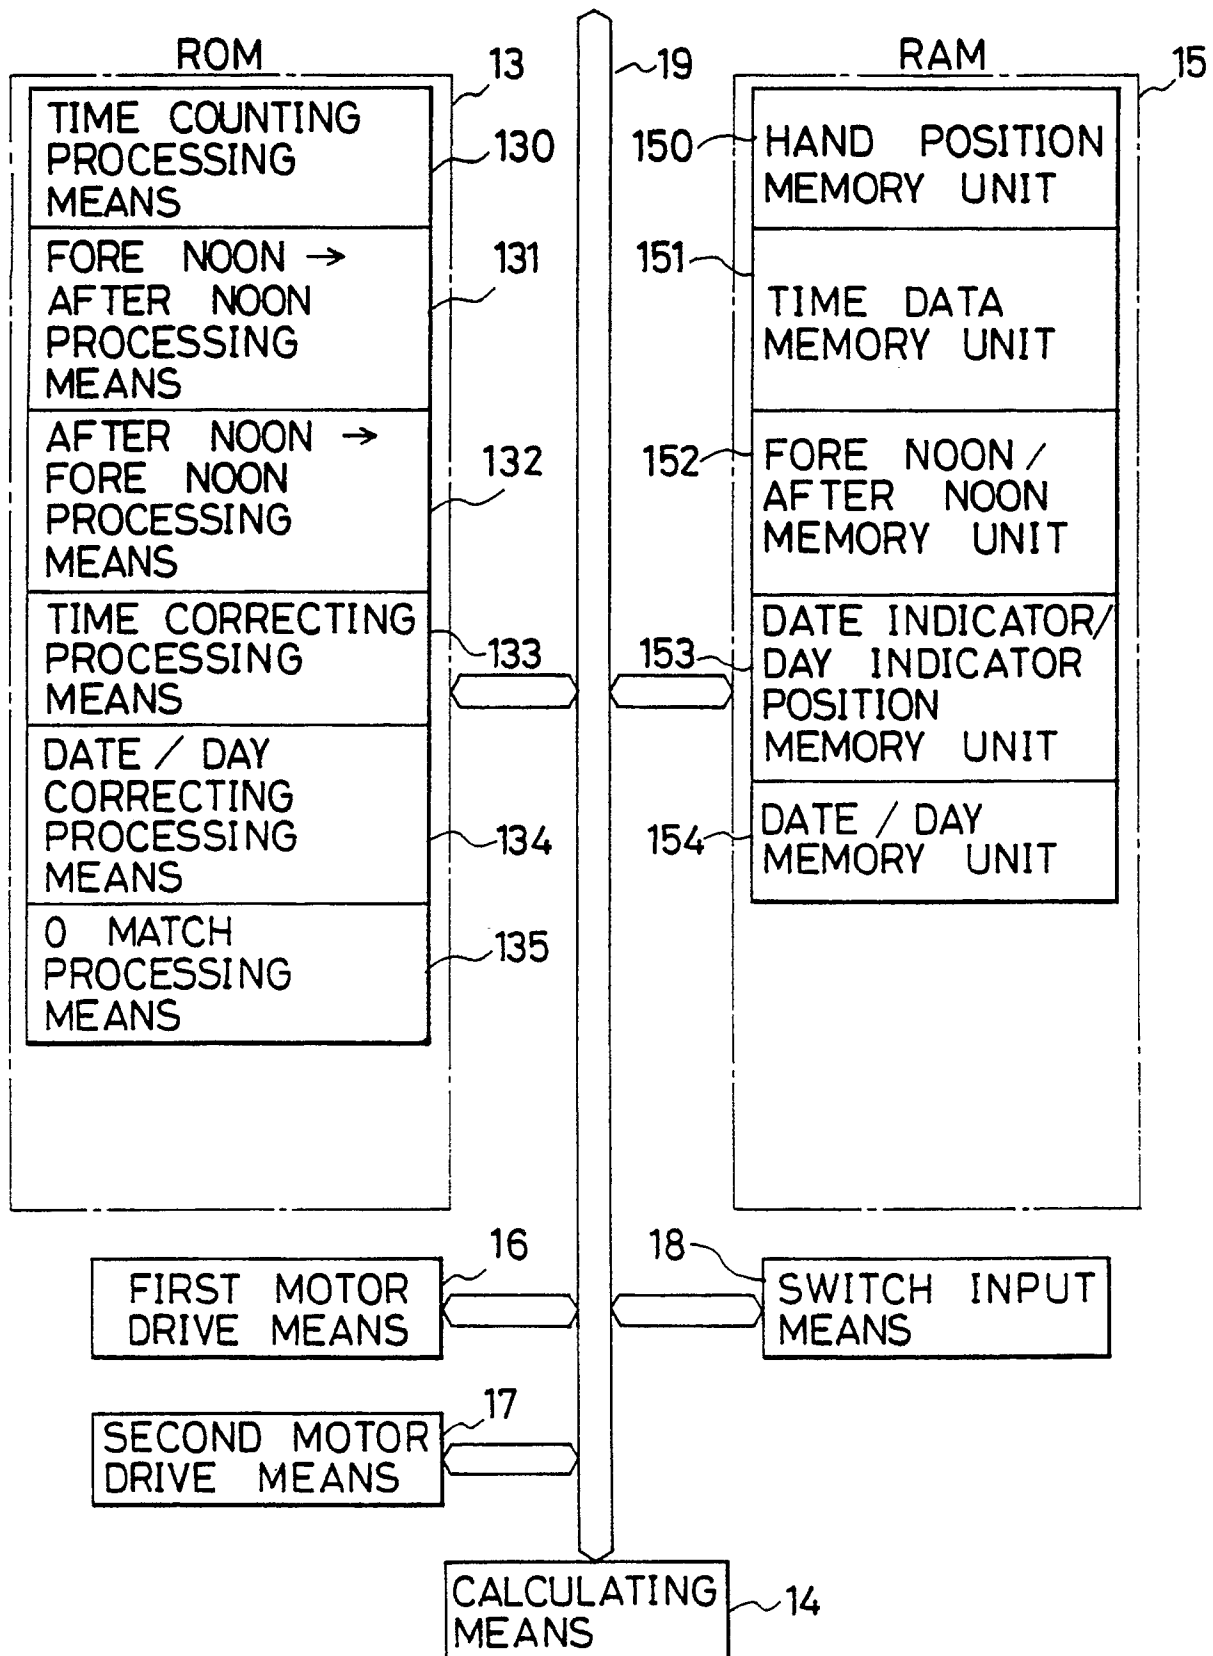 ROM
13
TIME COUNTING
PROCESSING
MEANS
130
FORE NOON →
AFTER NOON
PROCESSING
MEANS
131
AFTER NOON →
FORE NOON
PROCESSING
MEANS
132
TIME CORRECTING
PROCESSING
MEANS
133
DATE / DAY
CORRECTING
PROCESSING
MEANS
134
0 MATCH
PROCESSING
MEANS
135
19
RAM
15
150
HAND POSITION
MEMORY UNIT
151
TIME DATA
MEMORY UNIT
152
FORE NOON /
AFTER NOON
MEMORY UNIT
153
DATE INDICATOR/
DAY INDICATOR
POSITION
MEMORY UNIT
154
DATE / DAY
MEMORY UNIT
16
FIRST MOTOR
DRIVE MEANS
18
SWITCH INPUT
MEANS
17
SECOND MOTOR
DRIVE MEANS
CALCULATING
MEANS
14